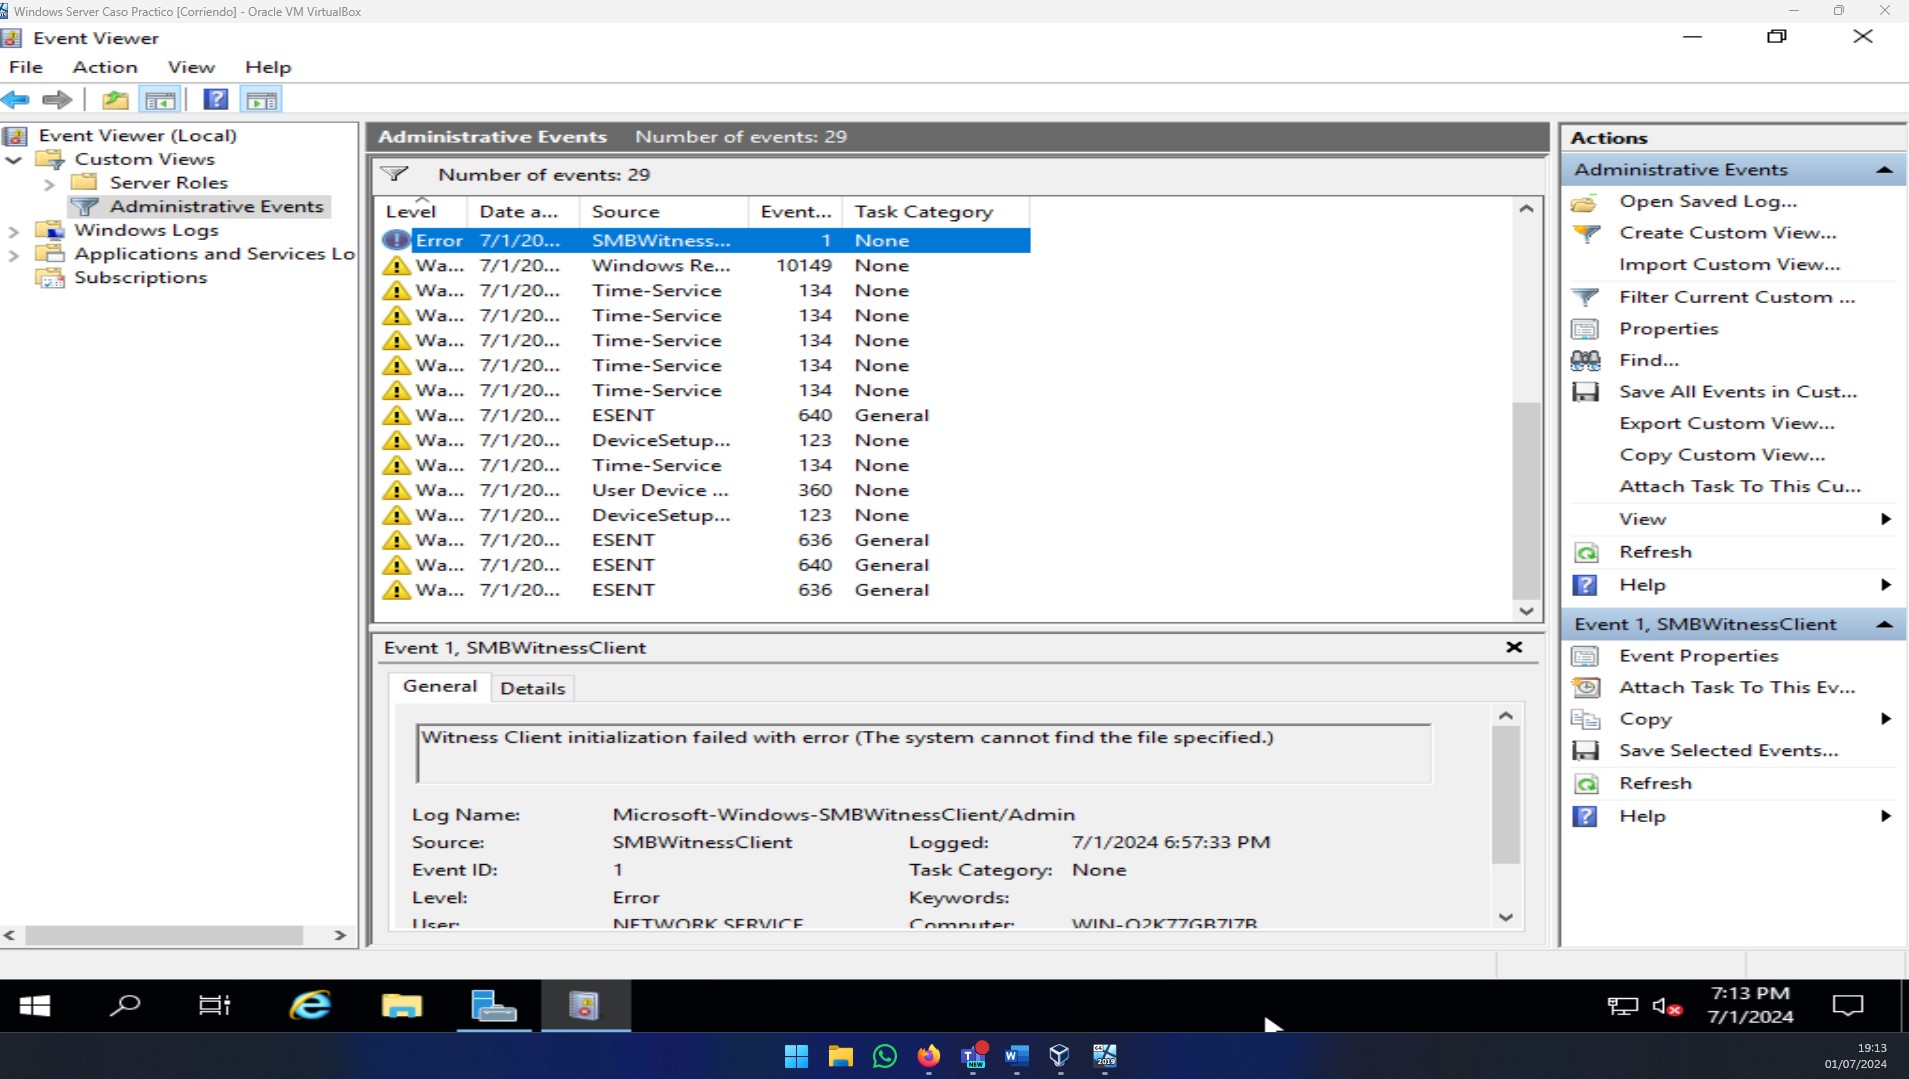 Windows Server Caso Practico [Corriendo] - Oracle VM VirtualBox
Event Viewer
File Action View Help
Event Viewer (Local)
Custom Views
Server Roles
Administrative Events
Windows Logs
Applications and Services Lo
Subscriptions
Administrative Events Number of events: 29
Number of events: 29
Level Date a... Source Event... Task Category
Error 7/1/20... SMBWitness... 1 None
Wa... 7/1/20... Windows Re... 10149 None
Wa... 7/1/20... Time-Service 134 None
Wa... 7/1/20... Time-Service 134 None
Wa... 7/1/20... Time-Service 134 None
Wa... 7/1/20... Time-Service 134 None
Wa... 7/1/20... Time-Service 134 None
Wa... 7/1/20... ESENT 640 General
Wa... 7/1/20... DeviceSetup... 123 None
Wa... 7/1/20... Time-Service 134 None
Wa... 7/1/20... User Device ... 360 None
Wa... 7/1/20... DeviceSetup... 123 None
Wa... 7/1/20... ESENT 636 General
Wa... 7/1/20... ESENT 640 General
Wa... 7/1/20... ESENT 636 General
Event 1, SMBWitnessClient
General Details
Witness Client initialization failed with error (The system cannot find the file specified.)
Log Name: Microsoft-Windows-SMBWitnessClient/Admin
Source: SMBWitnessClient Logged: 7/1/2024 6:57:33 PM
Event ID: 1 Task Category: None
Level: Error Keywords:
User: NETWORK SERVICE Computer: WIN-O2K77GB7I7B
Actions
Administrative Events
Open Saved Log...
Create Custom View...
Import Custom View...
Filter Current Custom ...
Properties
Find...
Save All Events in Cust...
Export Custom View...
Copy Custom View...
Attach Task To This Cu...
View
Refresh
Help
Event 1, SMBWitnessClient
Event Properties
Attach Task To This Ev...
Copy
Save Selected Events...
Refresh
Help
7:13 PM
7/1/2024
NEW
2019
19:13
01/07/2024